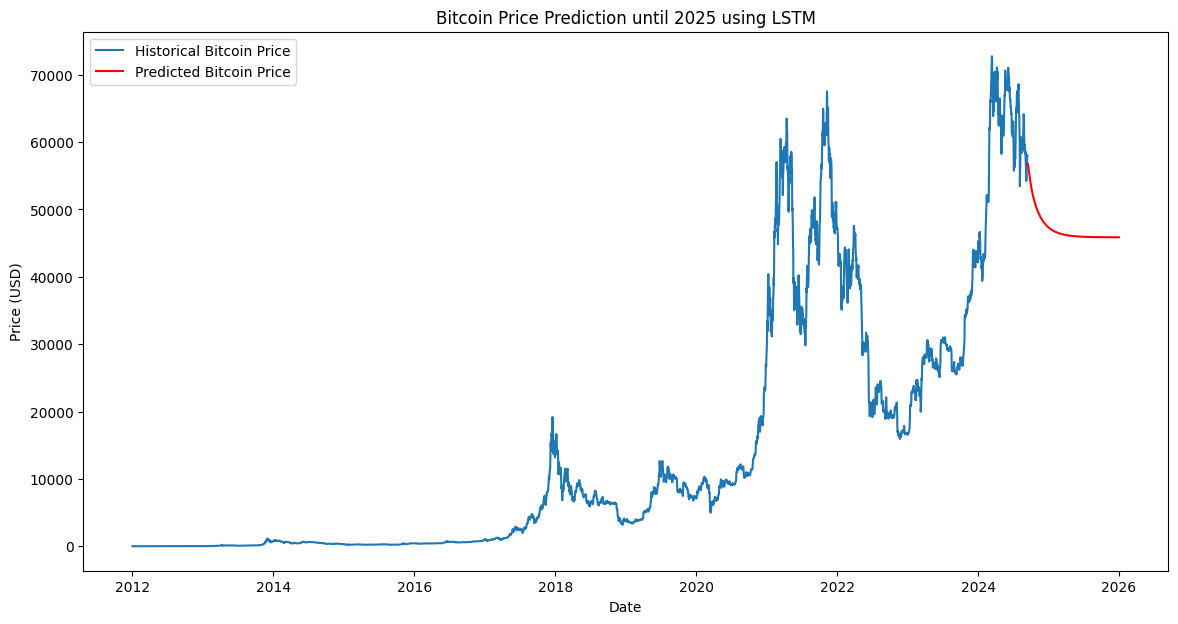 Bitcoin Price Prediction until 2025 using LSTM
Historical Bitcoin Price
Predicted Bitcoin Price
Price (USD)
70000
60000
50000
40000
30000
20000
10000
0
2012 2014 2016 2018 2020 2022 2024 2026
Date